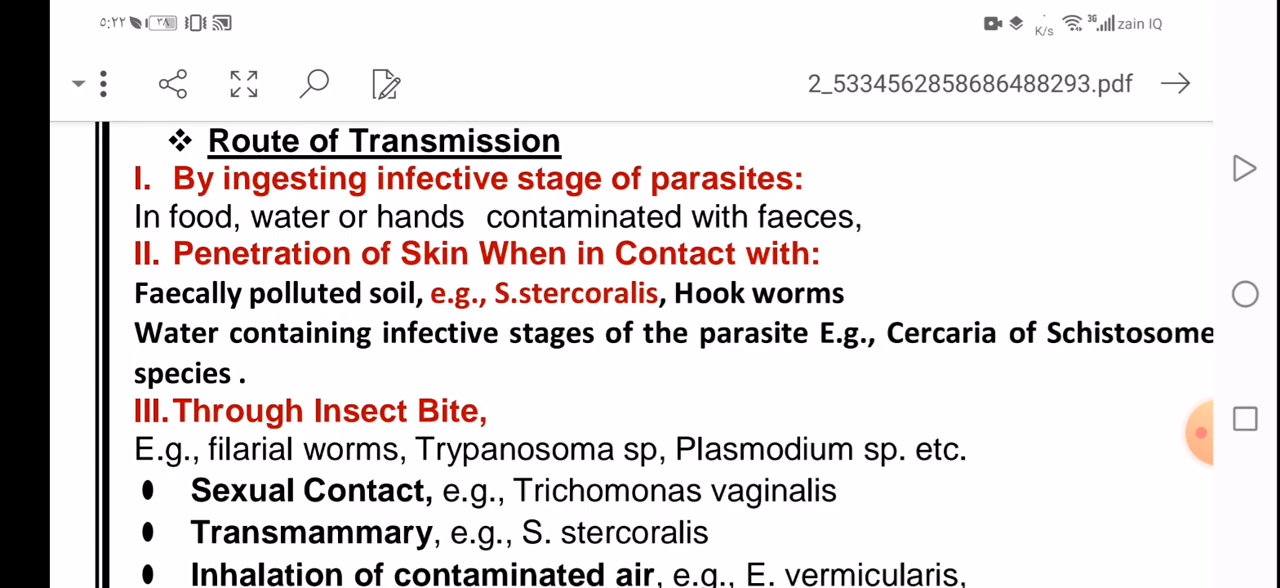 ٥:٢٢ ٣٨ K/s 3G zain IQ
2_5334562858686488293.pdf
❖ Route of Transmission
I. By ingesting infective stage of parasites:
In food, water or hands contaminated with faeces,
II. Penetration of Skin When in Contact with:
Faecally polluted soil, e.g., S.stercoralis, Hook worms
Water containing infective stages of the parasite E.g., Cercaria of Schistosome
species .
III. Through Insect Bite,
E.g., filarial worms, Trypanosoma sp, Plasmodium sp. etc.
Sexual Contact, e.g., Trichomonas vaginalis
Transmammary, e.g., S. stercoralis
Inhalation of contaminated air, e.g., E. vermicularis,